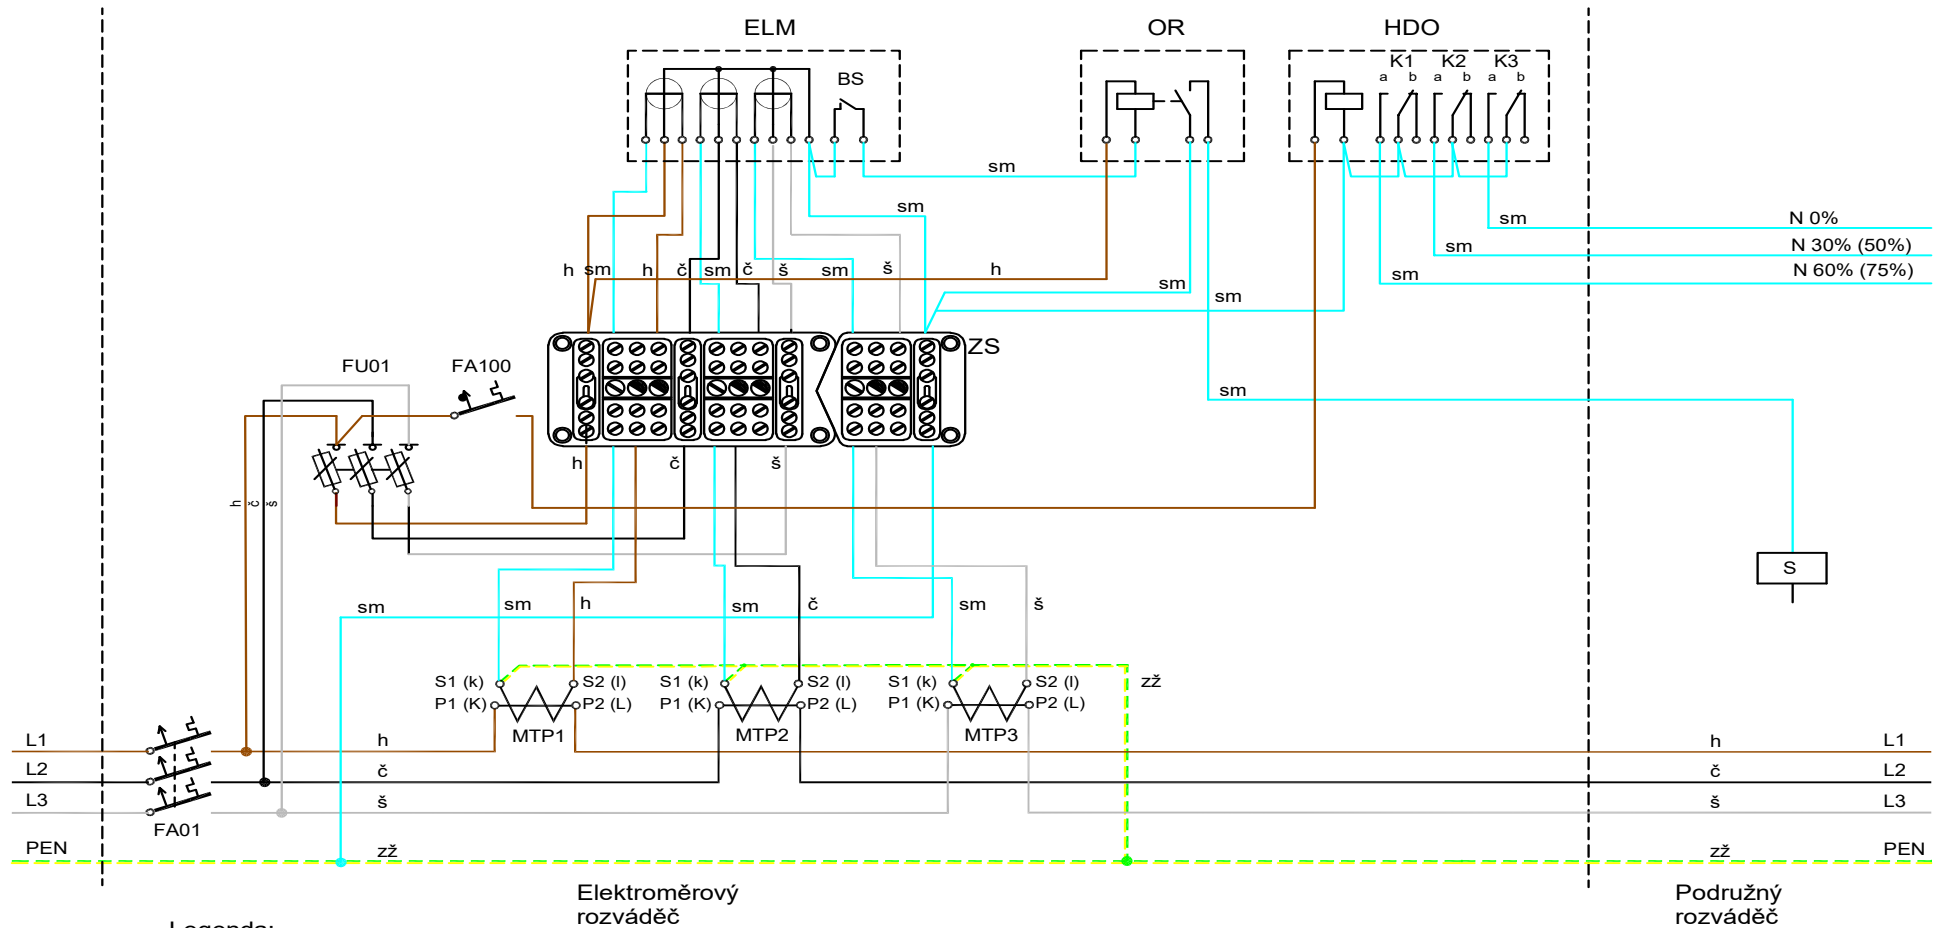 ELM
OR
HDO
BS
K1 K2 K3
a b a b a b
sm
sm
sm
N 0%
sm
N 30% (50%)
sm
N 60% (75%)
h sm h č sm č š sm š h
sm
sm
ZS
FU01
FA100
sm
h č š
h č š
S
sm
sm
h
sm
č
sm
š
S1 (k)
S2 (l)
S1 (k)
S2 (l)
S1 (k)
S2 (l)
zž
P1 (K)
P2 (L)
P1 (K)
P2 (L)
P1 (K)
P2 (L)
MTP1
MTP2
MTP3
L1
h
h
L1
L2
č
č
L2
L3
š
š
L3
FA01
PEN
zž
zž
PEN
Elektroměrový
rozváděč
Podružný
rozváděč
Legenda: